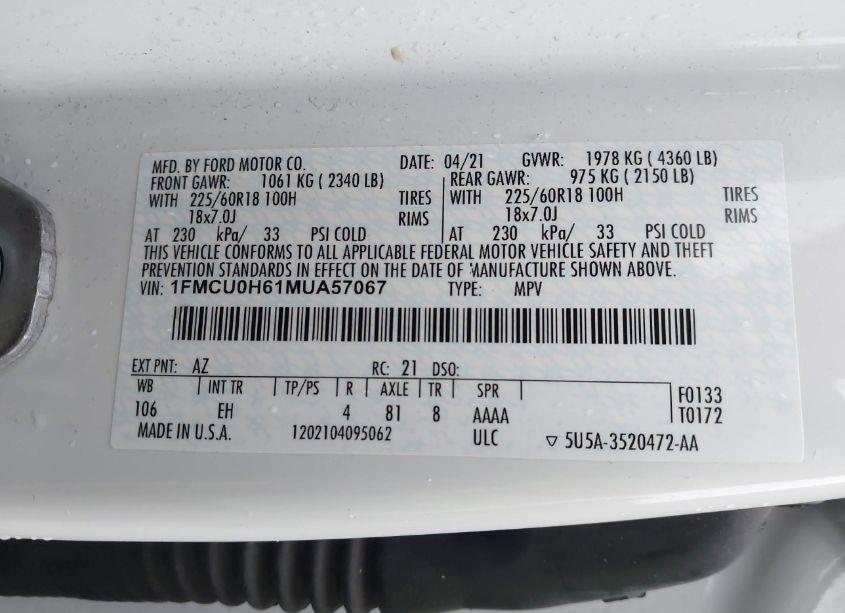 MFD. BY FORD MOTOR CO. DATE: 04/21 GVWR: 1978 KG ( 4360 LB)
FRONT GAWR: 1061 KG ( 2340 LB) REAR GAWR: 975 KG ( 2150 LB)
WITH 225/60R18 100H TIRES WITH 225/60R18 100H TIRES
18x7.0J RIMS 18x7.0J RIMS
AT 230 kPa/ 33 PSI COLD AT 230 kPa/ 33 PSI COLD
THIS VEHICLE CONFORMS TO ALL APPLICABLE FEDERAL MOTOR VEHICLE SAFETY AND THEFT
PREVENTION STANDARDS IN EFFECT ON THE DATE OF MANUFACTURE SHOWN ABOVE.
VIN: 1FMCU0H61MUA57067 TYPE: MPV
EXT PNT: AZ RC: 21 DSO:
WB INT TR TP/PS R AXLE TR SPR F0133
106 EH 4 81 8 AAAA T0172
MADE IN U.S.A. 1202104095062 ULC ▽ 5U5A-3520472-AA